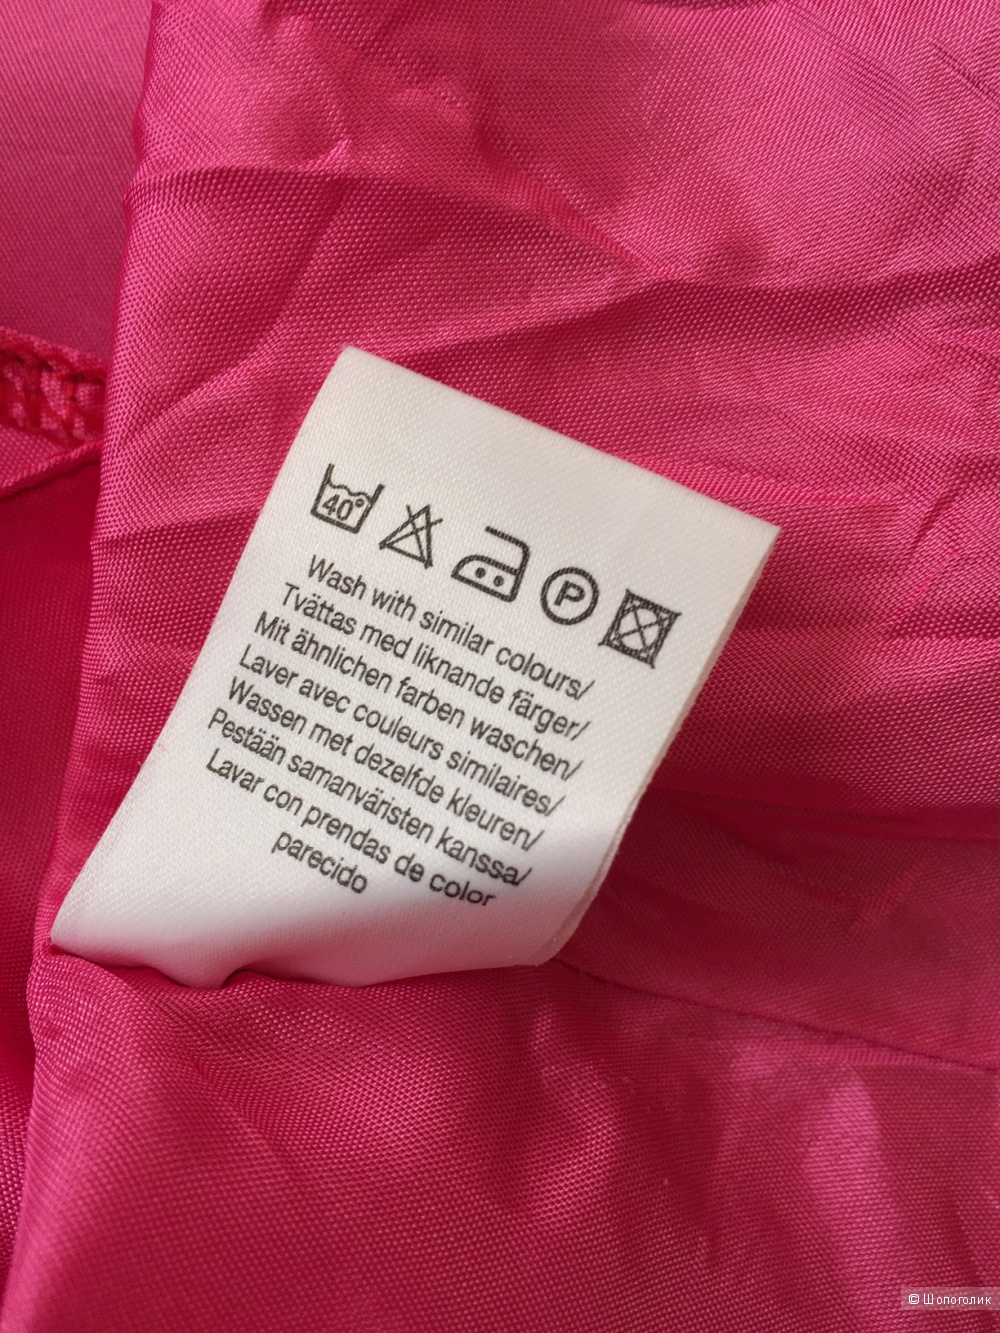 40°
P
Wash with similar colours/
Tvättas med liknande färger/
Mit ähnlichen farben waschen/
Laver avec couleurs similaires/
Wassen met dezelfde kleuren/
Pestään samanväristen kanssa/
Lavar con prendas de color
parecido
© Шопоголик